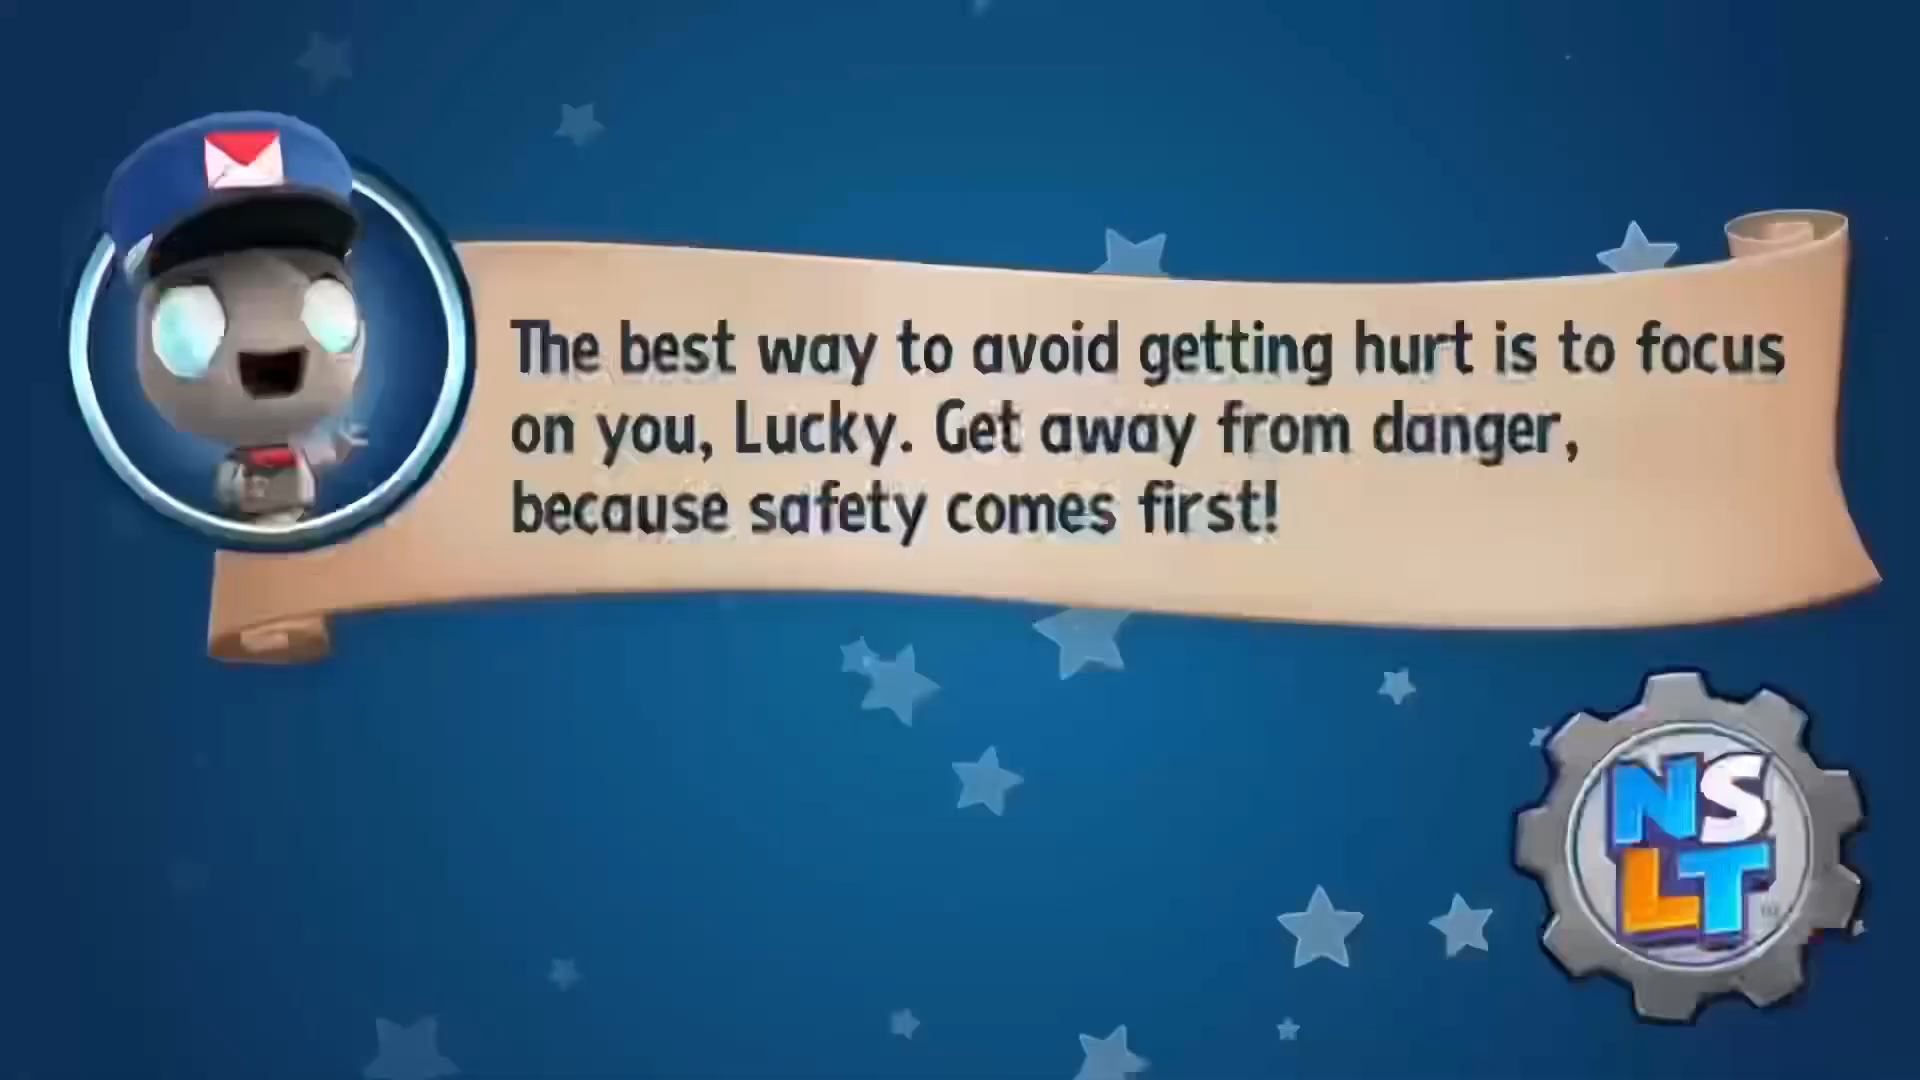 The best way to avoid getting hurt is to focus
on you, Lucky. Get away from danger,
because safety comes first!
NS
LT